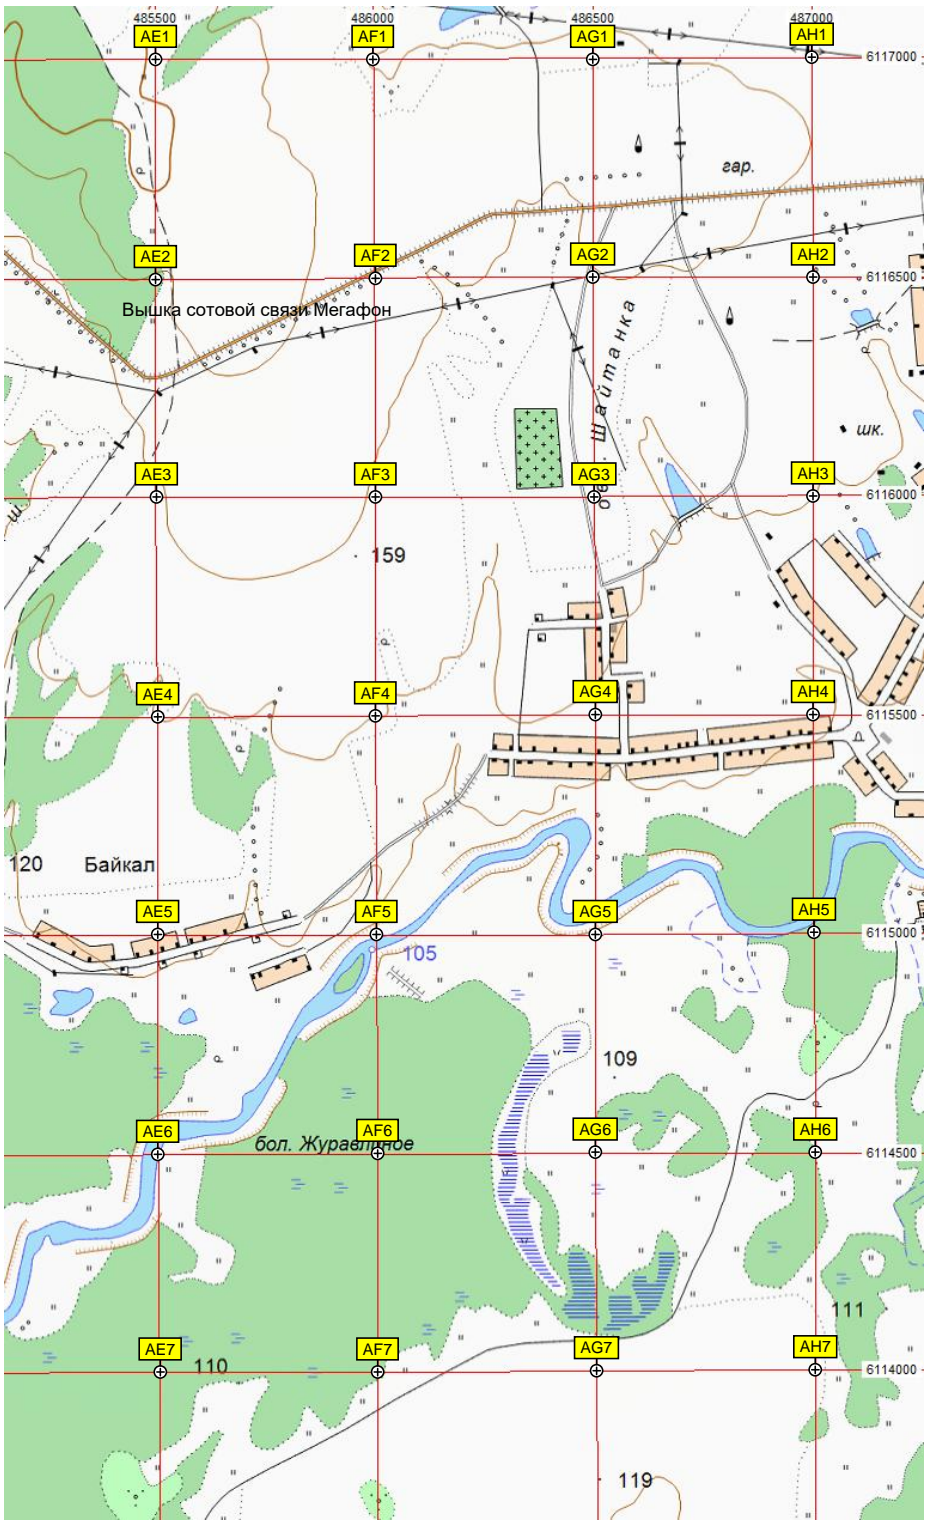 485500 486000 486500 487000
AE1 AF1 AG1 AH1
6117000
гар.
AE2 AF2 AG2 AH2
6116500
Вышка сотовой связи Мегафон
Шайтанка
шк.
AE3 AF3 AG3 AH3
6116000
159
AE4 AF4 AG4 AH4
6115500
120 Байкал
AE5 AF5 AG5 AH5
6115000
105
109
AE6 AF6 AG6 AH6
бол. Журавлиное
6114500
111
AE7 AF7 AG7 AH7
110
6114000
119